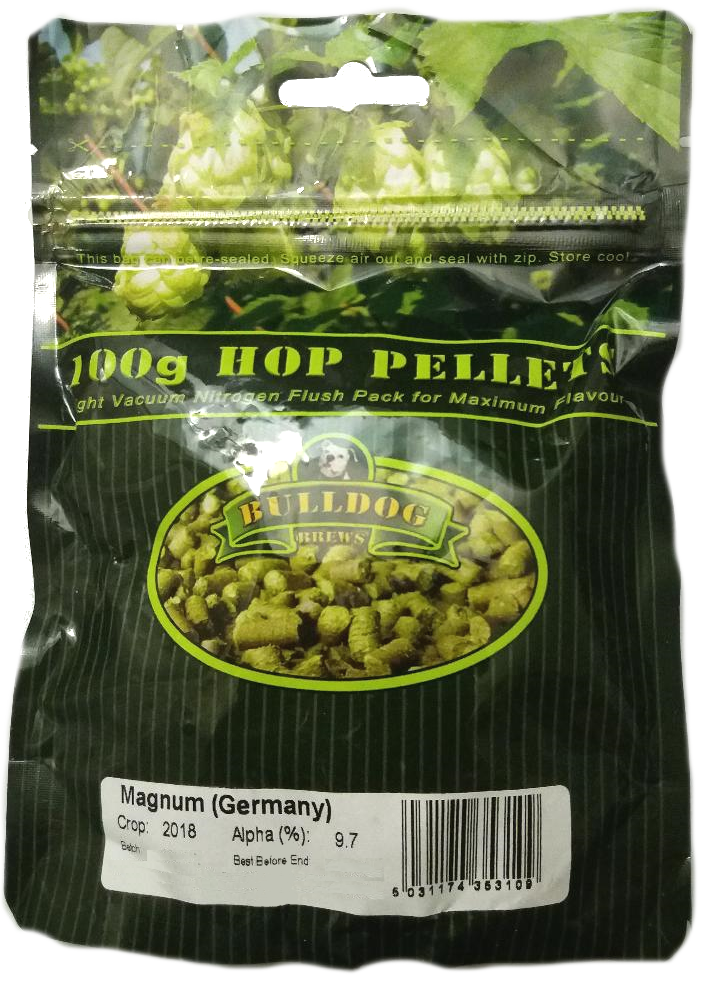 This bag can be re-sealed. Squeeze air out and seal with zip. Store cool.
100g HOP PELLETS
ght Vacuum Nitrogen Flush Pack for Maximum Flavour
BULLDOG
BREWS
Magnum (Germany)
Crop: 2018 Alpha (%): 9.7
Batch
Best Before End
5 031174 353109